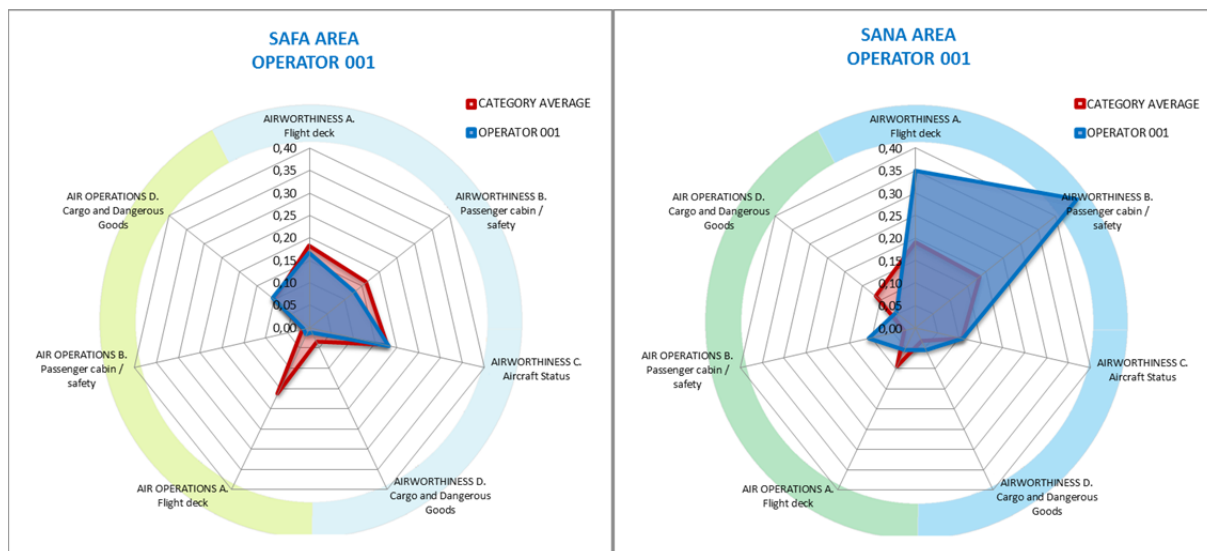 SAFA AREA
OPERATOR 001
CATEGORY AVERAGE
OPERATOR 001
AIRWORTHINESS A.
Flight deck
0,40
0,35
0,30
0,25
0,20
0,15
0,10
0,05
0,00
AIRWORTHINESS B.
Passenger cabin /
safety
AIRWORTHINESS C.
Aircraft Status
AIRWORTHINESS D.
Cargo and Dangerous
Goods
AIR OPERATIONS A.
Flight deck
AIR OPERATIONS B.
Passenger cabin /
safety
AIR OPERATIONS D.
Cargo and Dangerous
Goods
SANA AREA
OPERATOR 001
CATEGORY AVERAGE
OPERATOR 001
AIRWORTHINESS A.
Flight deck
0,40
0,35
0,30
0,25
0,20
0,15
0,10
0,05
0,00
AIRWORTHINESS B.
Passenger cabin /
safety
AIRWORTHINESS C.
Aircraft Status
AIRWORTHINESS D.
Cargo and Dangerous
Goods
AIR OPERATIONS A.
Flight deck
AIR OPERATIONS B.
Passenger cabin /
safety
AIR OPERATIONS D.
Cargo and Dangerous
Goods